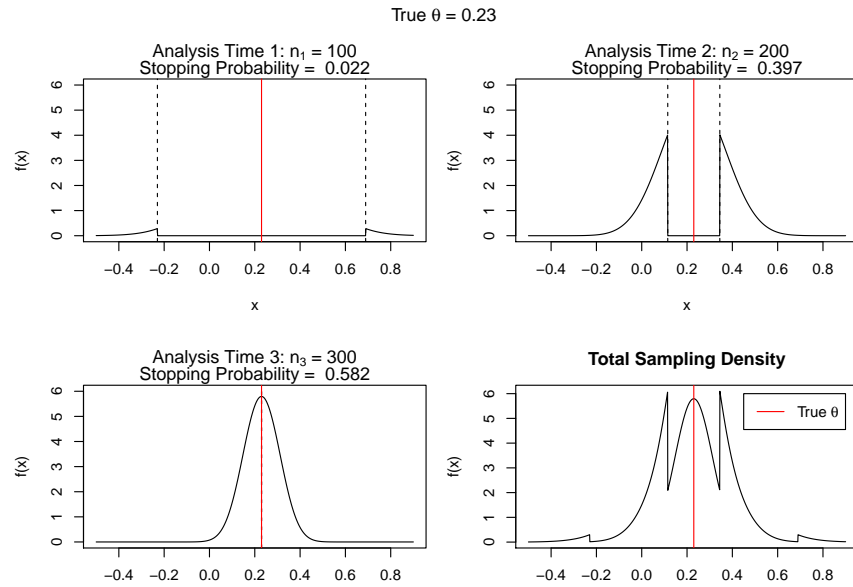 True θ = 0.23
Analysis Time 1: n₁ = 100
Stopping Probability = 0.022
f(x)
6
5
4
3
2
1
0
−0.4 −0.2 0.0 0.2 0.4 0.6 0.8
x
Analysis Time 2: n₂ = 200
Stopping Probability = 0.397
f(x)
6
5
4
3
2
1
0
−0.4 −0.2 0.0 0.2 0.4 0.6 0.8
x
Analysis Time 3: n₃ = 300
Stopping Probability = 0.582
f(x)
6
5
4
3
2
1
0
−0.4 −0.2 0.0 0.2 0.4 0.6 0.8
Total Sampling Density
f(x)
6
5
4
3
2
1
0
True θ
−0.4 −0.2 0.0 0.2 0.4 0.6 0.8